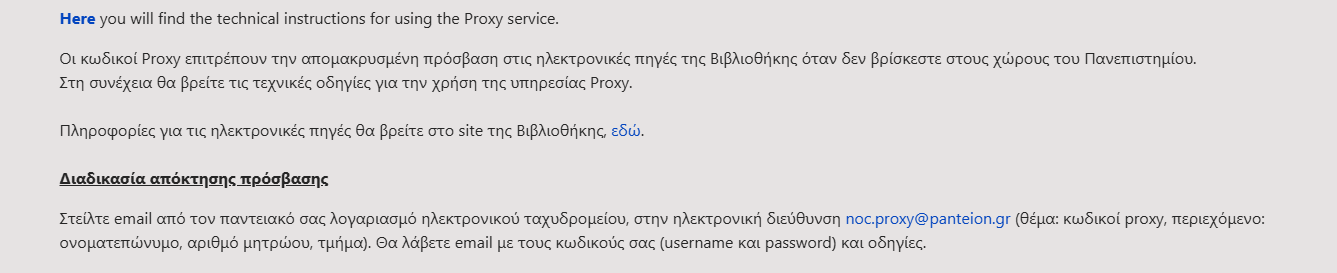 Here you will find the technical instructions for using the Proxy service.
Οι κωδικοί Proxy επιτρέπουν την απομακρυσμένη πρόσβαση στις ηλεκτρονικές πηγές της Βιβλιοθήκης όταν δεν βρίσκεστε στους χώρους του Πανεπιστημίου.
Στη συνέχεια θα βρείτε τις τεχνικές οδηγίες για την χρήση της υπηρεσίας Proxy.
Πληροφορίες για τις ηλεκτρονικές πηγές θα βρείτε στο site της Βιβλιοθήκης, εδώ.
Διαδικασία απόκτησης πρόσβασης
Στείλτε email από τον παντειακό σας λογαριασμό ηλεκτρονικού ταχυδρομείου, στην ηλεκτρονική διεύθυνση noc.proxy@panteion.gr (θέμα: κωδικοί proxy, περιεχόμενο:
ονοματεπώνυμο, αριθμό μητρώου, τμήμα). Θα λάβετε email με τους κωδικούς σας (username και password) και οδηγίες.